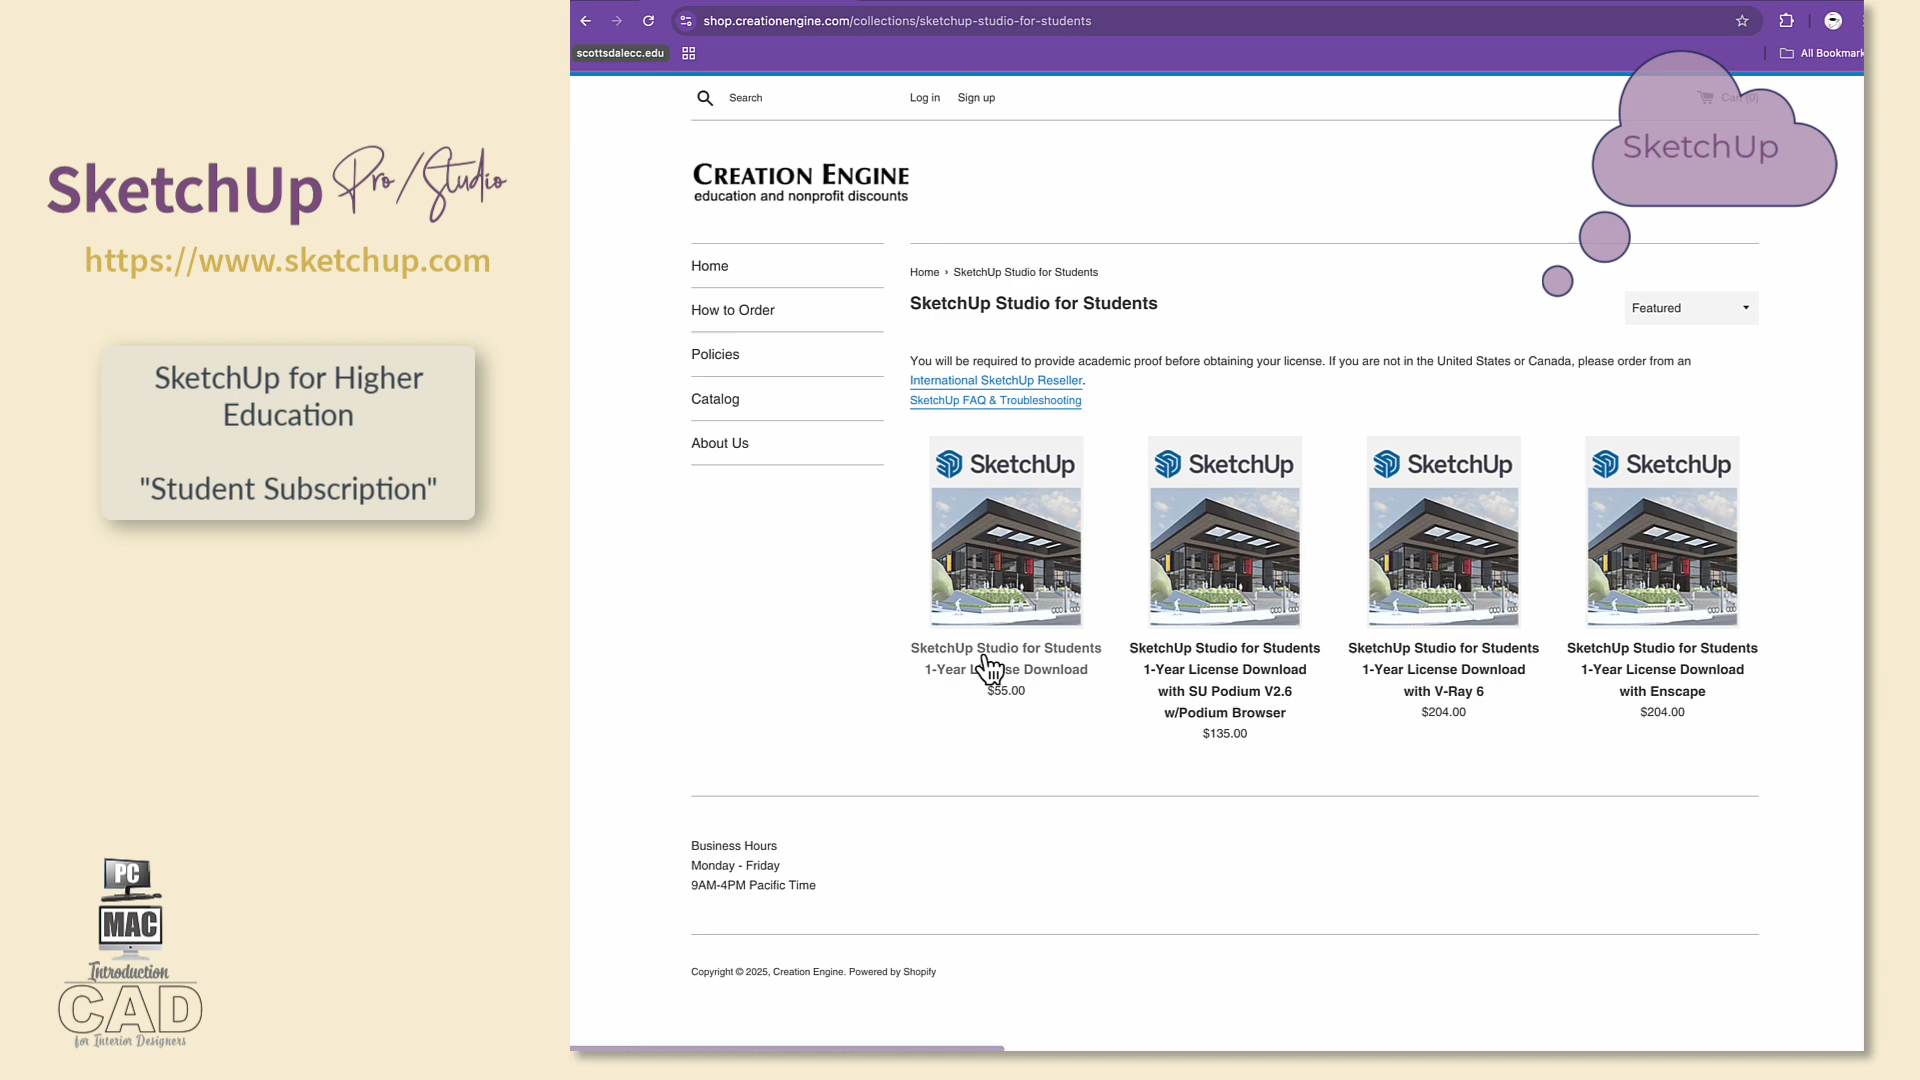 SketchUp Pro/Studio
https://www.sketchup.com
SketchUp for Higher
Education
"Student Subscription"
PC
MAC
Introduction
CAD
for Interior Designers
shop.creationengine.com/collections/sketchup-studio-for-students
scottsdalecc.edu
All Bookmark
Search
Log in
Sign up
Cart (0)
SketchUp
CREATION ENGINE
education and nonprofit discounts
Home
How to Order
Policies
Catalog
About Us
Home › SketchUp Studio for Students
SketchUp Studio for Students
Featured
You will be required to provide academic proof before obtaining your license. If you are not in the United States or Canada, please order from an
International SketchUp Reseller.
SketchUp FAQ & Troubleshooting
SketchUp
SketchUp
SketchUp
SketchUp
SketchUp Studio for Students
1-Year License Download
$55.00
SketchUp Studio for Students
1-Year License Download
with SU Podium V2.6
w/Podium Browser
$135.00
SketchUp Studio for Students
1-Year License Download
with V-Ray 6
$204.00
SketchUp Studio for Students
1-Year License Download
with Enscape
$204.00
Business Hours
Monday - Friday
9AM-4PM Pacific Time
Copyright © 2025, Creation Engine. Powered by Shopify